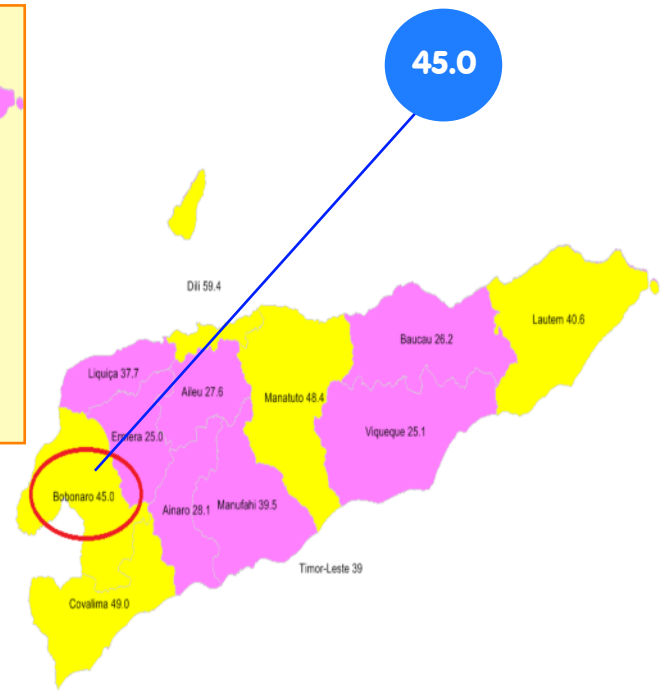 45.0
Dili 59.4
Lautem 40.6
Baucau 26.2
Liquiça 37.7
Aileu 27.6
Manatuto 48.4
Viqueque 25.1
Ermera 25.0
Bobonaro 45.0
Ainaro 28.1
Manufahi 39.5
Timor-Leste 39
Covalima 49.0